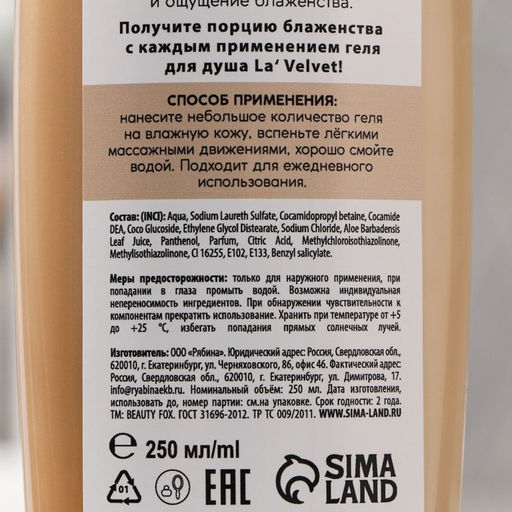 и ощущение блаженства.
Получите порцию блаженства
с каждым применением геля
для душа La' Velvet!
СПОСОБ ПРИМЕНЕНИЯ:
нанесите небольшое количество геля
на влажную кожу, вспеньте лёгкими
массажными движениями, хорошо смойте
водой. Подходит для ежедневного
использования.
Состав: (INCI): Aqua, Sodium Laureth Sulfate, Cocamidopropyl betaine, Cocamide
DEA, Coco Glucoside, Ethylene Glycol Distearate, Sodium Chloride, Aloe Barbadensis
Leaf Juice, Panthenol, Parfum, Citric Acid, Methylchloroisothiazolinone,
Methylisothiazolinone, CI 16255, E102, E133, Benzyl salicylate.
Меры предосторожности: только для наружного применения, при
попадании в глаза промыть водой. Возможна индивидуальная
непереносимость ингредиентов. При обнаружении чувствительности к
компонентам прекратить использование. Хранить при температуре от +5
до +25 °С, избегать попадания прямых солнечных лучей.
Изготовитель: ООО «Рябина». Юридический адрес: Россия, Свердловская обл.,
620010, г. Екатеринбург, ул. Черняховского, 86, офис 46. Фактический адрес:
Россия, Свердловская обл., 620010, г. Екатеринбург, ул. Димитрова, 17.
info@ryabinaekb.ru. Номинальный объём: 250 мл. Дата изготовления,
использовать до, номер партии: см.на упаковке. Срок годности: 2 года.
ТМ: BEAUTY FOX. ГОСТ 31696-2012. ТР ТС 009/2011. WWW.SIMA-LAND.RU
℮ 250 мл/ml
01 EAC SIMA
LAND